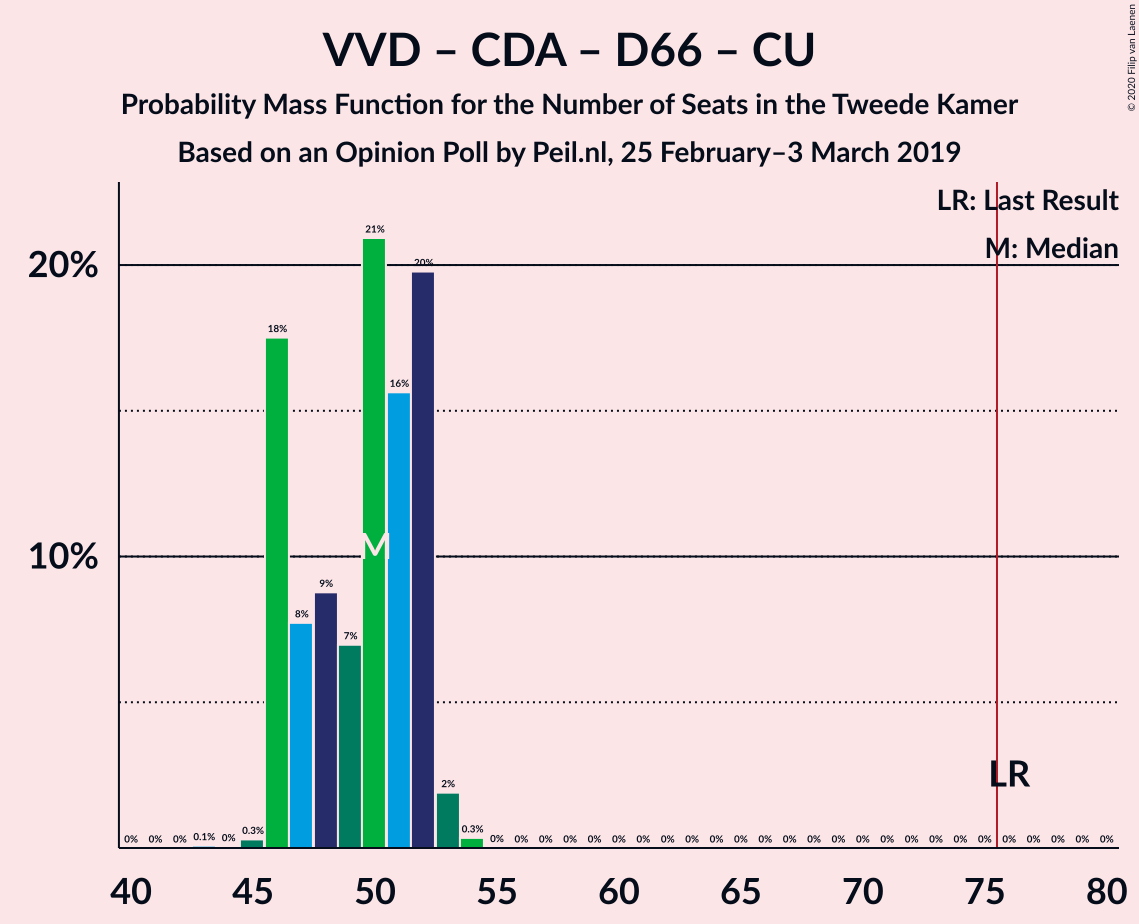 VVD – CDA – D66 – CU
Probability Mass Function for the Number of Seats in the Tweede Kamer
Based on an Opinion Poll by Peil.nl, 25 February–3 March 2019
© 2020 Filip van Laenen
LR: Last Result
M: Median
20%
10%
0% 0% 0% 0.1% 0% 0.3% 18% 8% 9% 7% 21% 16% 20% 2% 0.3% 0% 0% 0% 0% 0% 0% 0% 0% 0% 0% 0% 0% 0% 0% 0% 0% 0% 0% 0% 0% 0% 0% 0% 0% 0% 0%
M
LR
40 45 50 55 60 65 70 75 80